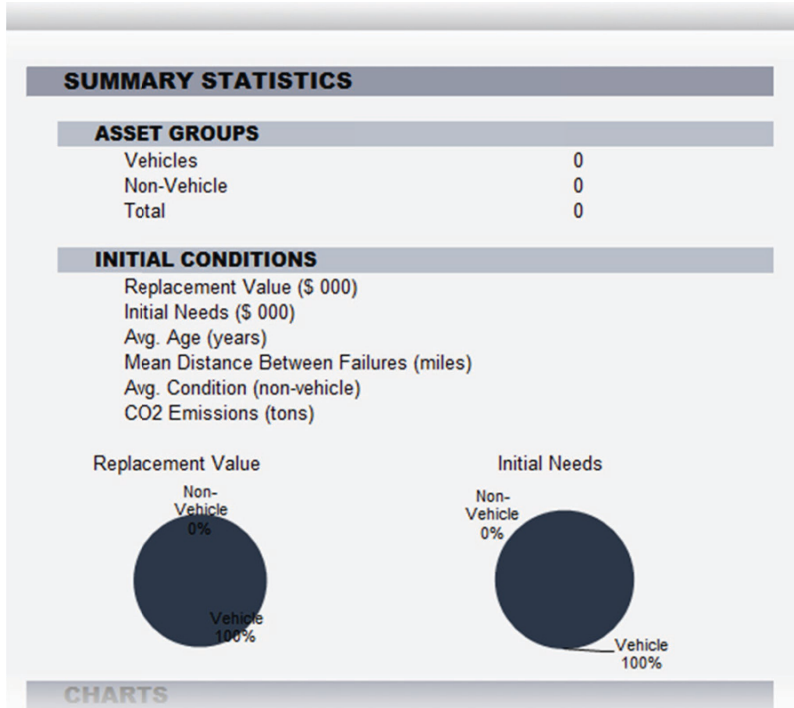 SUMMARY STATISTICS
ASSET GROUPS
Vehicles 0
Non-Vehicle 0
Total 0
INITIAL CONDITIONS
Replacement Value ($ 000)
Initial Needs ($ 000)
Avg. Age (years)
Mean Distance Between Failures (miles)
Avg. Condition (non-vehicle)
CO2 Emissions (tons)
Replacement Value
Non-
Vehicle
0%
Vehicle
100%
Initial Needs
Non-
Vehicle
0%
Vehicle
100%
CHARTS